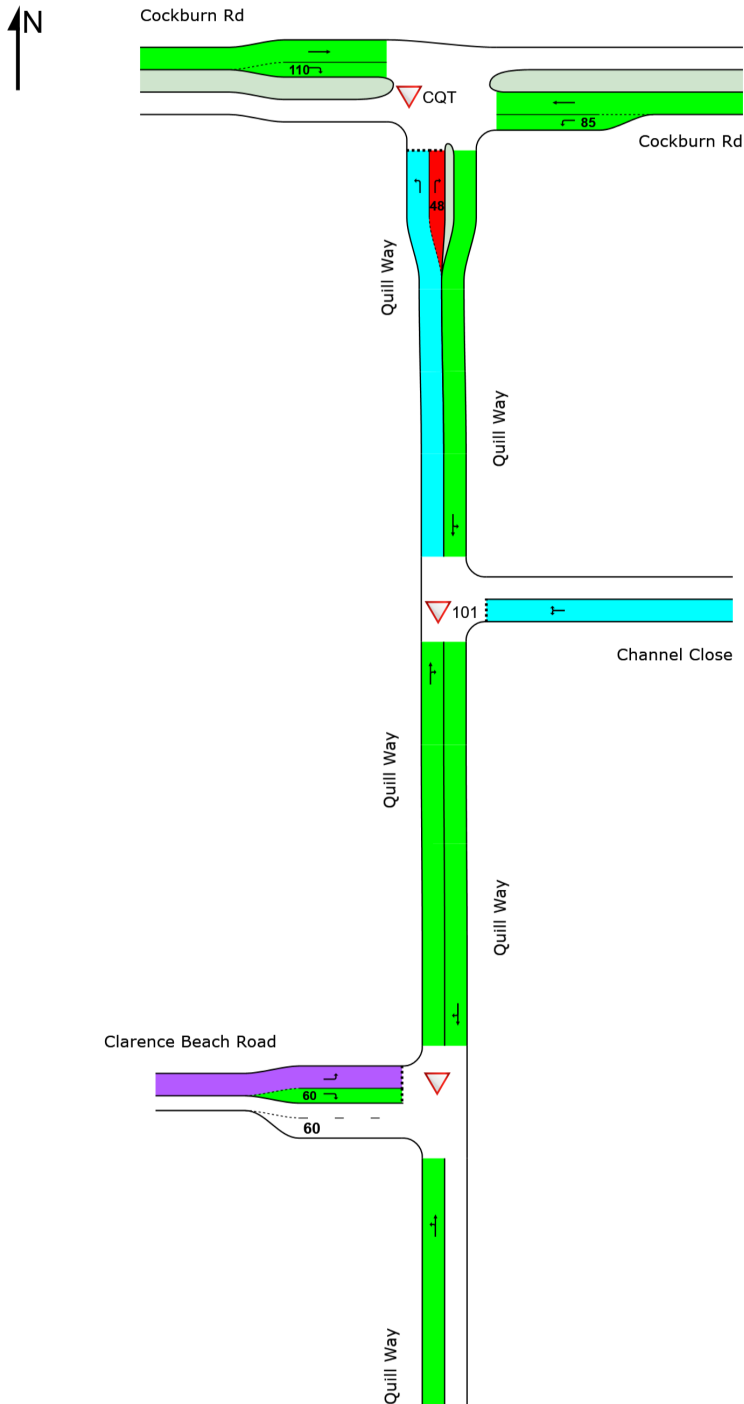 Cockburn Rd
N
110
CQT
85
Cockburn Rd
48
Quill Way
Quill Way
101
Channel Close
Quill Way
Quill Way
Clarence Beach Road
60
60
Quill Way